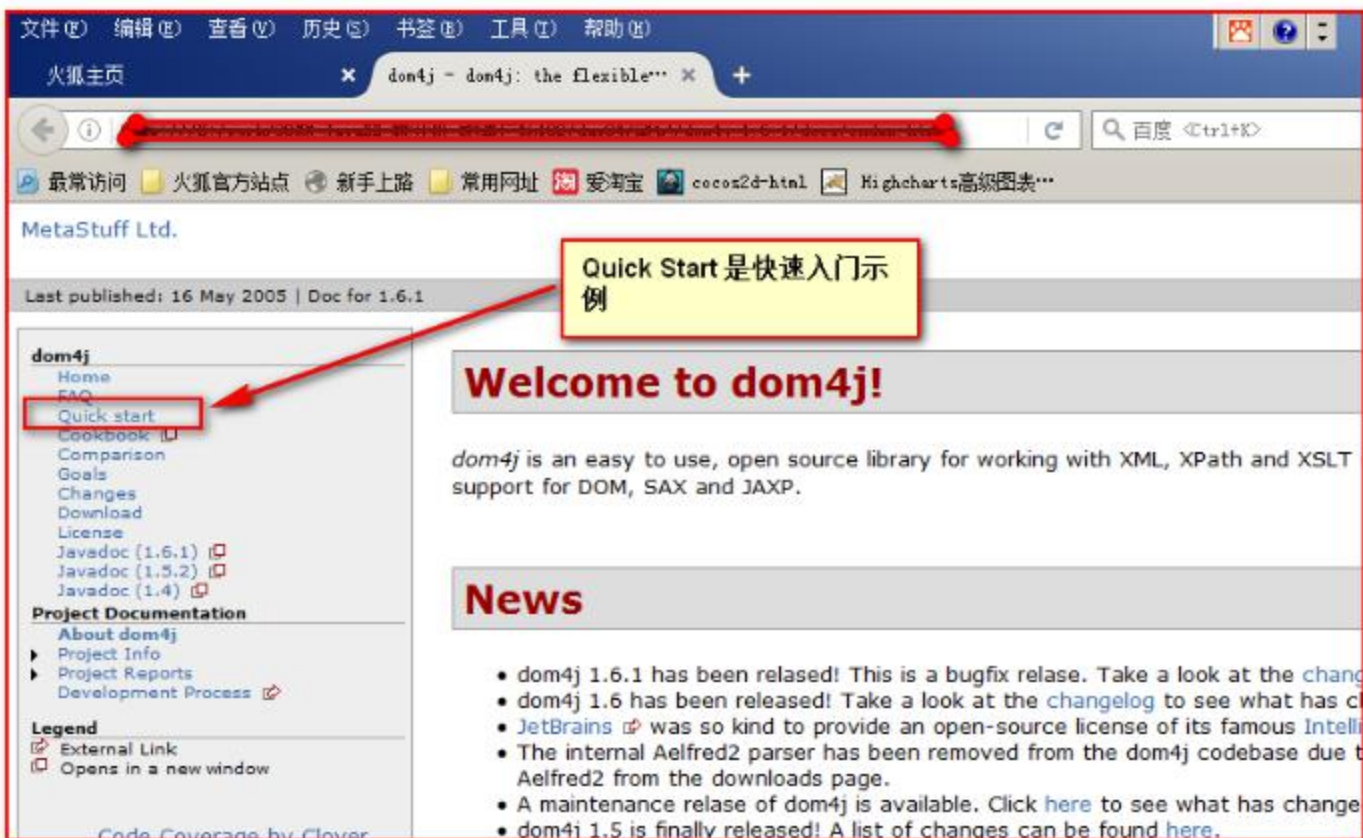 文件(F) 编辑(E) 查看(V) 历史(S) 书签(B) 工具(T) 帮助(H)
火狐主页 dom4j - dom4j: the flexible…
百度 <Ctrl+K>
最常访问 火狐官方站点 新手上路 常用网址 淘 爱淘宝 cocos2d-html Highcharts高级图表…
MetaStuff Ltd.
Quick Start 是快速入门示
例
Last published: 16 May 2005 | Doc for 1.6.1
dom4j
Home
FAQ
Quick start
Cookbook
Comparison
Goals
Changes
Download
License
Javadoc (1.6.1)
Javadoc (1.5.2)
Javadoc (1.4)
Project Documentation
About dom4j
Project Info
Project Reports
Development Process
Legend
External Link
Opens in a new window
Code Coverage by Clover
Welcome to dom4j!
dom4j is an easy to use, open source library for working with XML, XPath and XSLT
support for DOM, SAX and JAXP.
News
• dom4j 1.6.1 has been relased! This is a bugfix relase. Take a look at the chang
• dom4j 1.6 has been released! Take a look at the changelog to see what has c
• JetBrains was so kind to provide an open-source license of its famous Intelli
• The internal Aelfred2 parser has been removed from the dom4j codebase due t
Aelfred2 from the downloads page.
• A maintenance relase of dom4j is available. Click here to see what has change
• dom4j 1.5 is finally released! A list of changes can be found here.